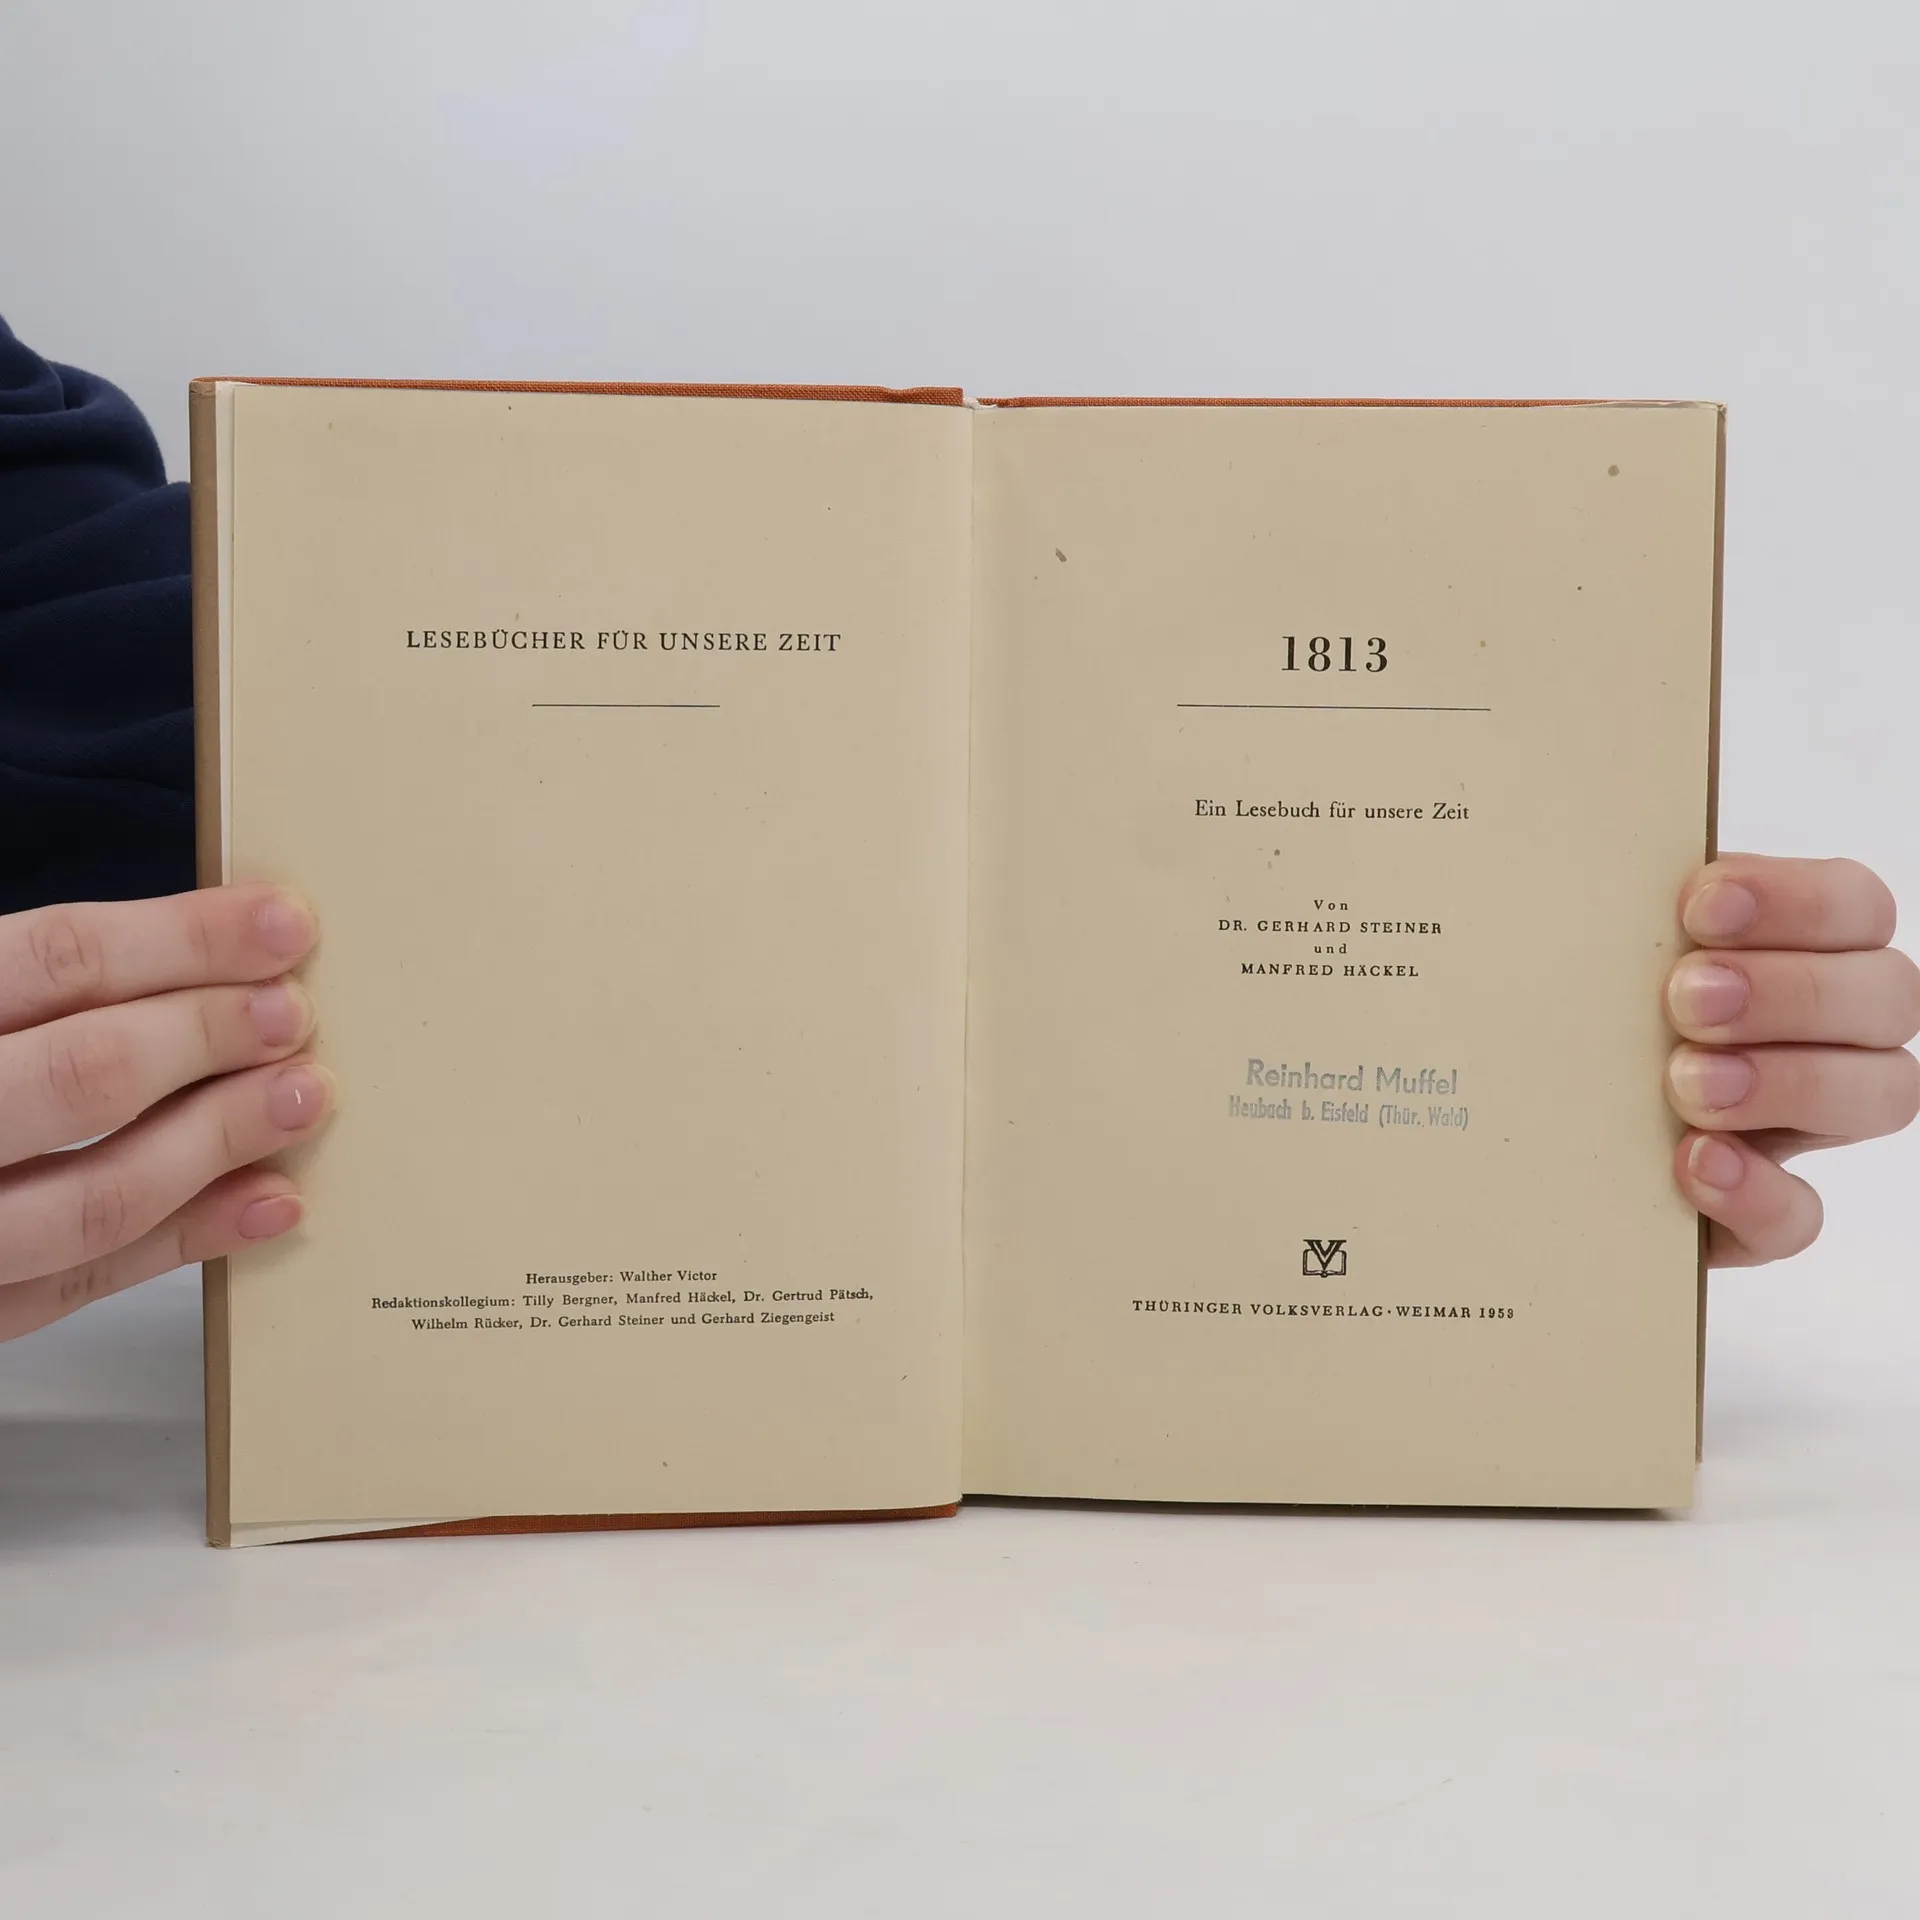 LESEBÜCHER FÜR UNSERE ZEIT
Herausgeber: Walther Victor
Redaktionskollegium: Tilly Bergner, Manfred Häckel, Dr. Gertrud Pätsch,
Wilhelm Rücker, Dr. Gerhard Steiner und Gerhard Ziegengeist
1813
Ein Lesebuch für unsere Zeit
Von
DR. GERHARD STEINER
und
MANFRED HÄCKEL
Reinhard Muffel
Heubach b. Eisfeld (Thür. Wald)
V
THÜRINGER VOLKSVERLAG · WEIMAR 1953